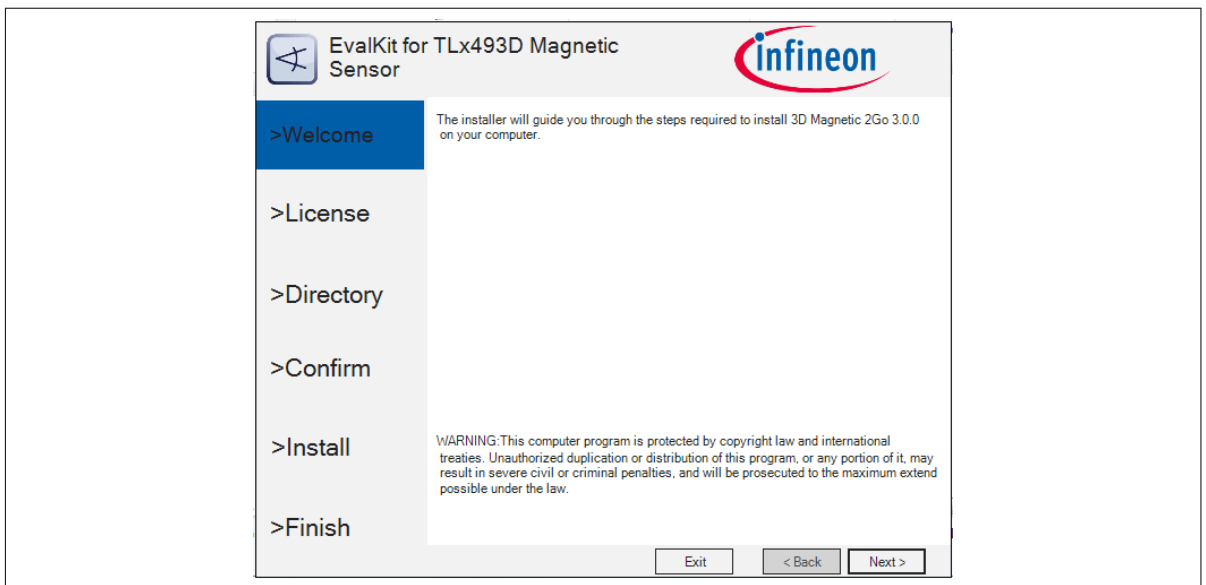 EvalKit for TLx493D Magnetic
Sensor
infineon
>Welcome
The installer will guide you through the steps required to install 3D Magnetic 2Go 3.0.0
on your computer.
>License
>Directory
>Confirm
>Install
WARNING:This computer program is protected by copyright law and international
treaties. Unauthorized duplication or distribution of this program, or any portion of it, may
result in severe civil or criminal penalties, and will be prosecuted to the maximum extend
possible under the law.
>Finish
Exit
< Back
Next >